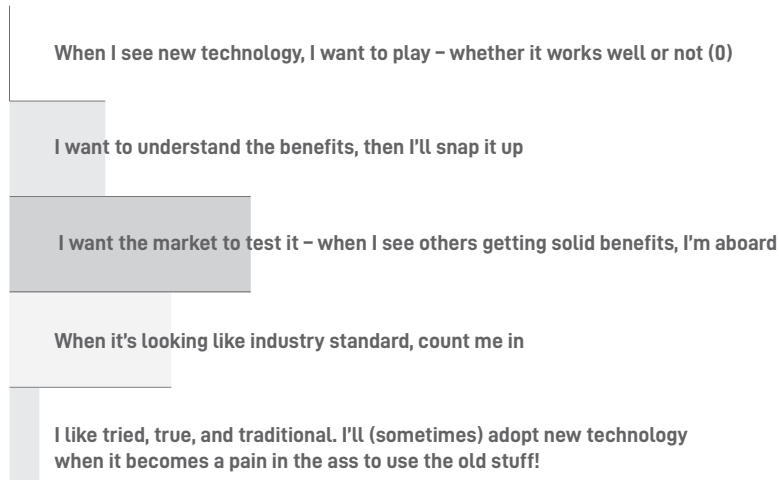 When I see new technology, I want to play – whether it works well or not (0)
I want to understand the benefits, then I'll snap it up
I want the market to test it – when I see others getting solid benefits, I'm aboard
When it's looking like industry standard, count me in
I like tried, true, and traditional. I'll (sometimes) adopt new technology
when it becomes a pain in the ass to use the old stuff!